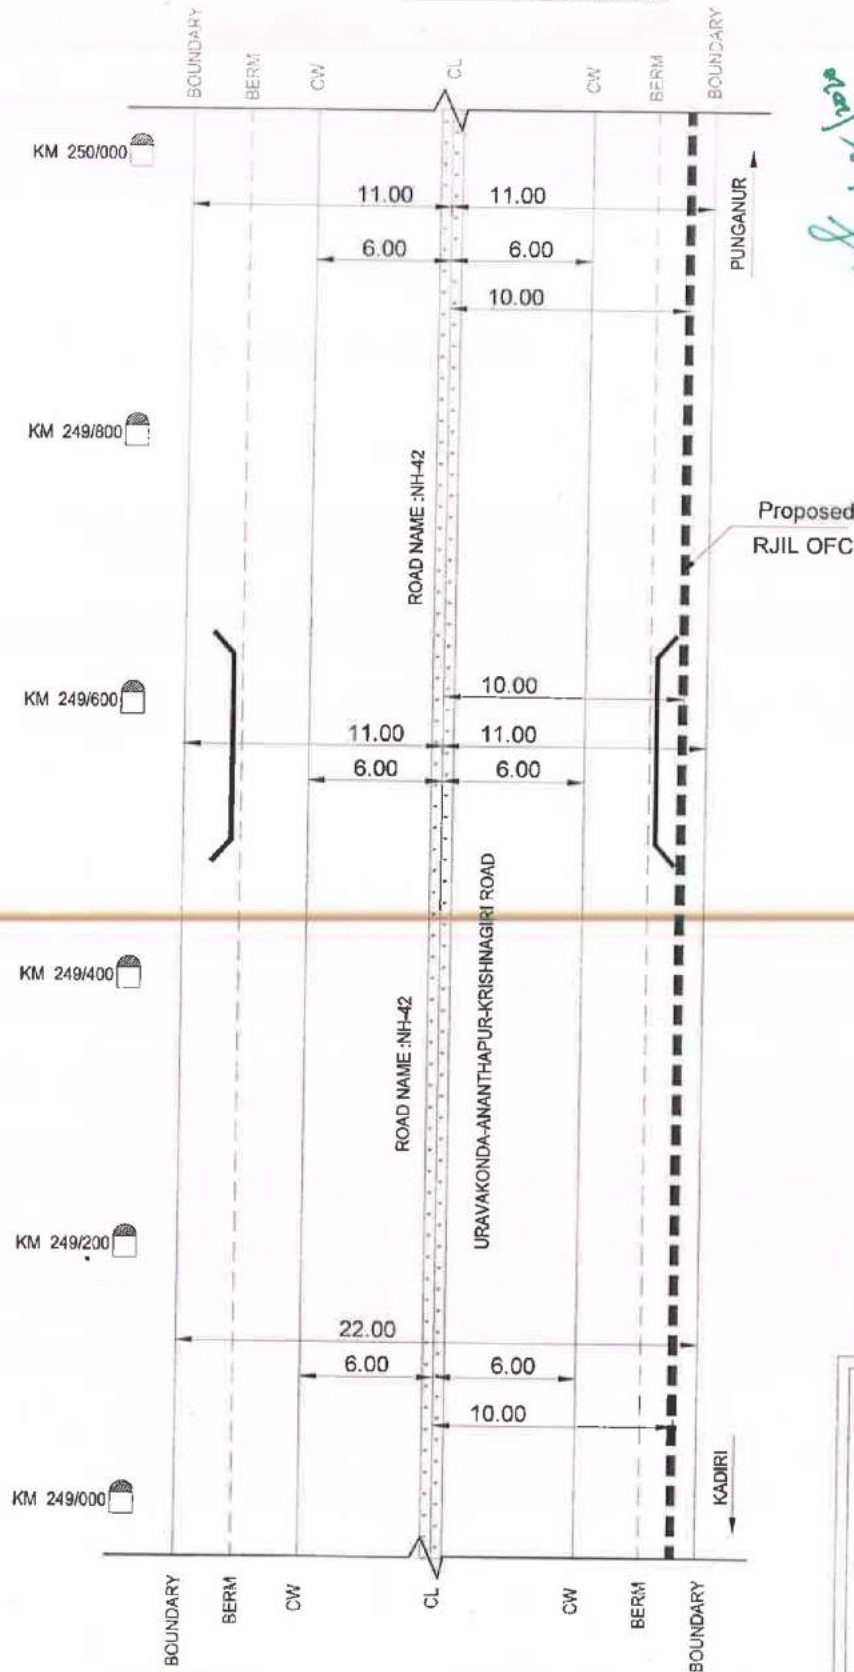 BOUNDARY
BERM
CW
CL
CW
BERM
BOUNDARY
KM 250/000
11.00 11.00
6.00 6.00
10.00
PUNGANUR
KM 249/800
ROAD NAME :NH-42
Proposed
RJIL OFC
KM 249/600
10.00
11.00 11.00
6.00 6.00
URAVAKONDA-ANANTHAPUR-KRISHNAGIRI ROAD
KM 249/400
ROAD NAME :NH-42
KM 249/200
22.00
6.00 6.00
10.00
KADIRI
KM 249/000
BOUNDARY
BERM
CW
CL
CW
BERM
BOUNDARY